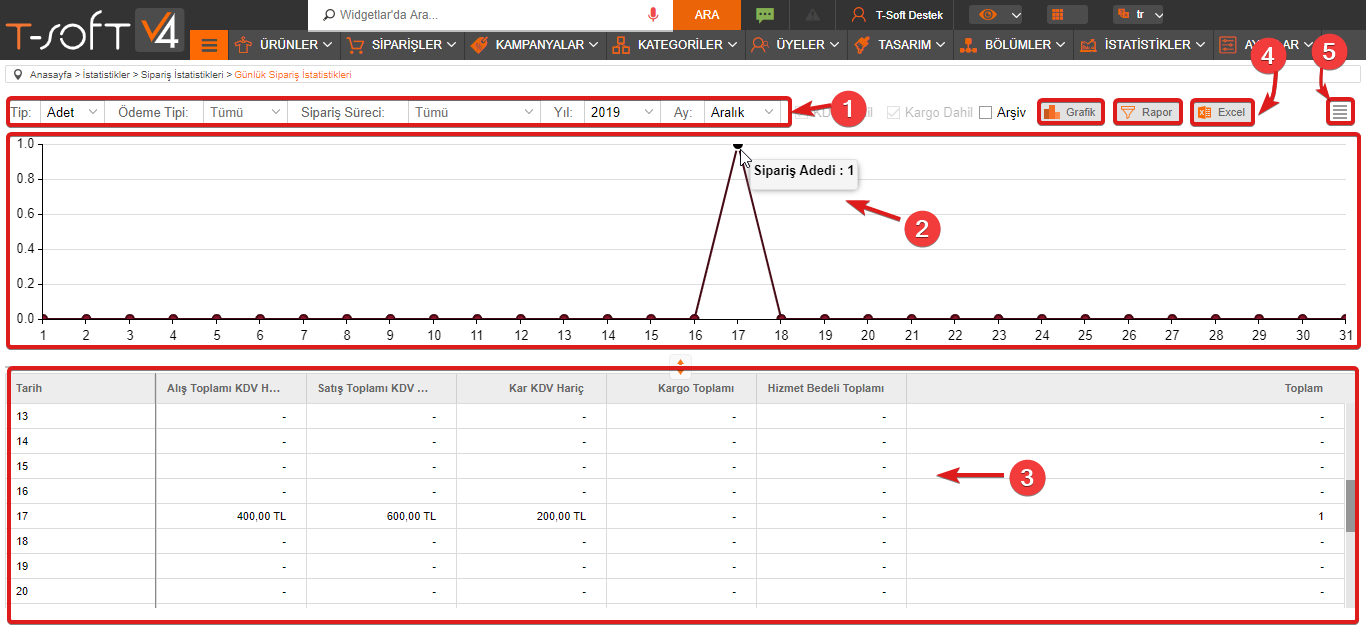 T-SOFT V4
Widgetlar'da Ara... ARA T-Soft Destek tr
ÜRÜNLER SİPARİŞLER KAMPANYALAR KATEGORİLER ÜYELER TASARIM BÖLÜMLER İSTATİSTİKLER
4 5
Anasayfa > İstatistikler > Sipariş İstatistikleri > Günlük Sipariş İstatistikleri
Tip: Adet Ödeme Tipi: Tümü Sipariş Süreci: Tümü Yıl: 2019 Ay: Aralık 1 Kargo Dahil Arşiv Grafik Rapor Excel
1.0
Sipariş Adedi : 1
0.8
0.6
2
0.4
0.2
0.0
1 2 3 4 5 6 7 8 9 10 11 12 13 14 15 16 17 18 19 20 21 22 23 24 25 26 27 28 29 30 31
Tarih Alış Toplamı KDV H... Satış Toplamı KDV ... Kar KDV Hariç Kargo Toplamı Hizmet Bedeli Toplamı Toplam
13 - - - - - -
14 - - - - - -
15 - - - - - -
3
16 - - - - - -
17 400,00 TL 600,00 TL 200,00 TL - - 1
18 - - - - - -
19 - - - - - -
20 - - - - - -